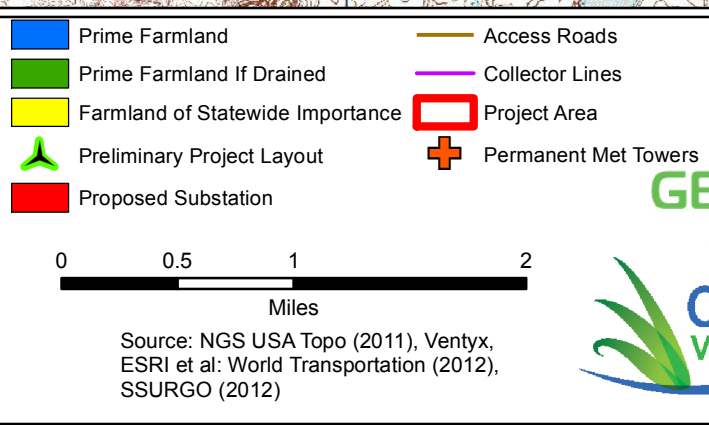 Prime Farmland
Prime Farmland If Drained
Farmland of Statewide Importance
Preliminary Project Layout
Proposed Substation
Access Roads
Collector Lines
Project Area
Permanent Met Towers
GE
0 0.5 1 2
Miles
Source: NGS USA Topo (2011), Ventyx,
ESRI et al: World Transportation (2012),
SSURGO (2012)